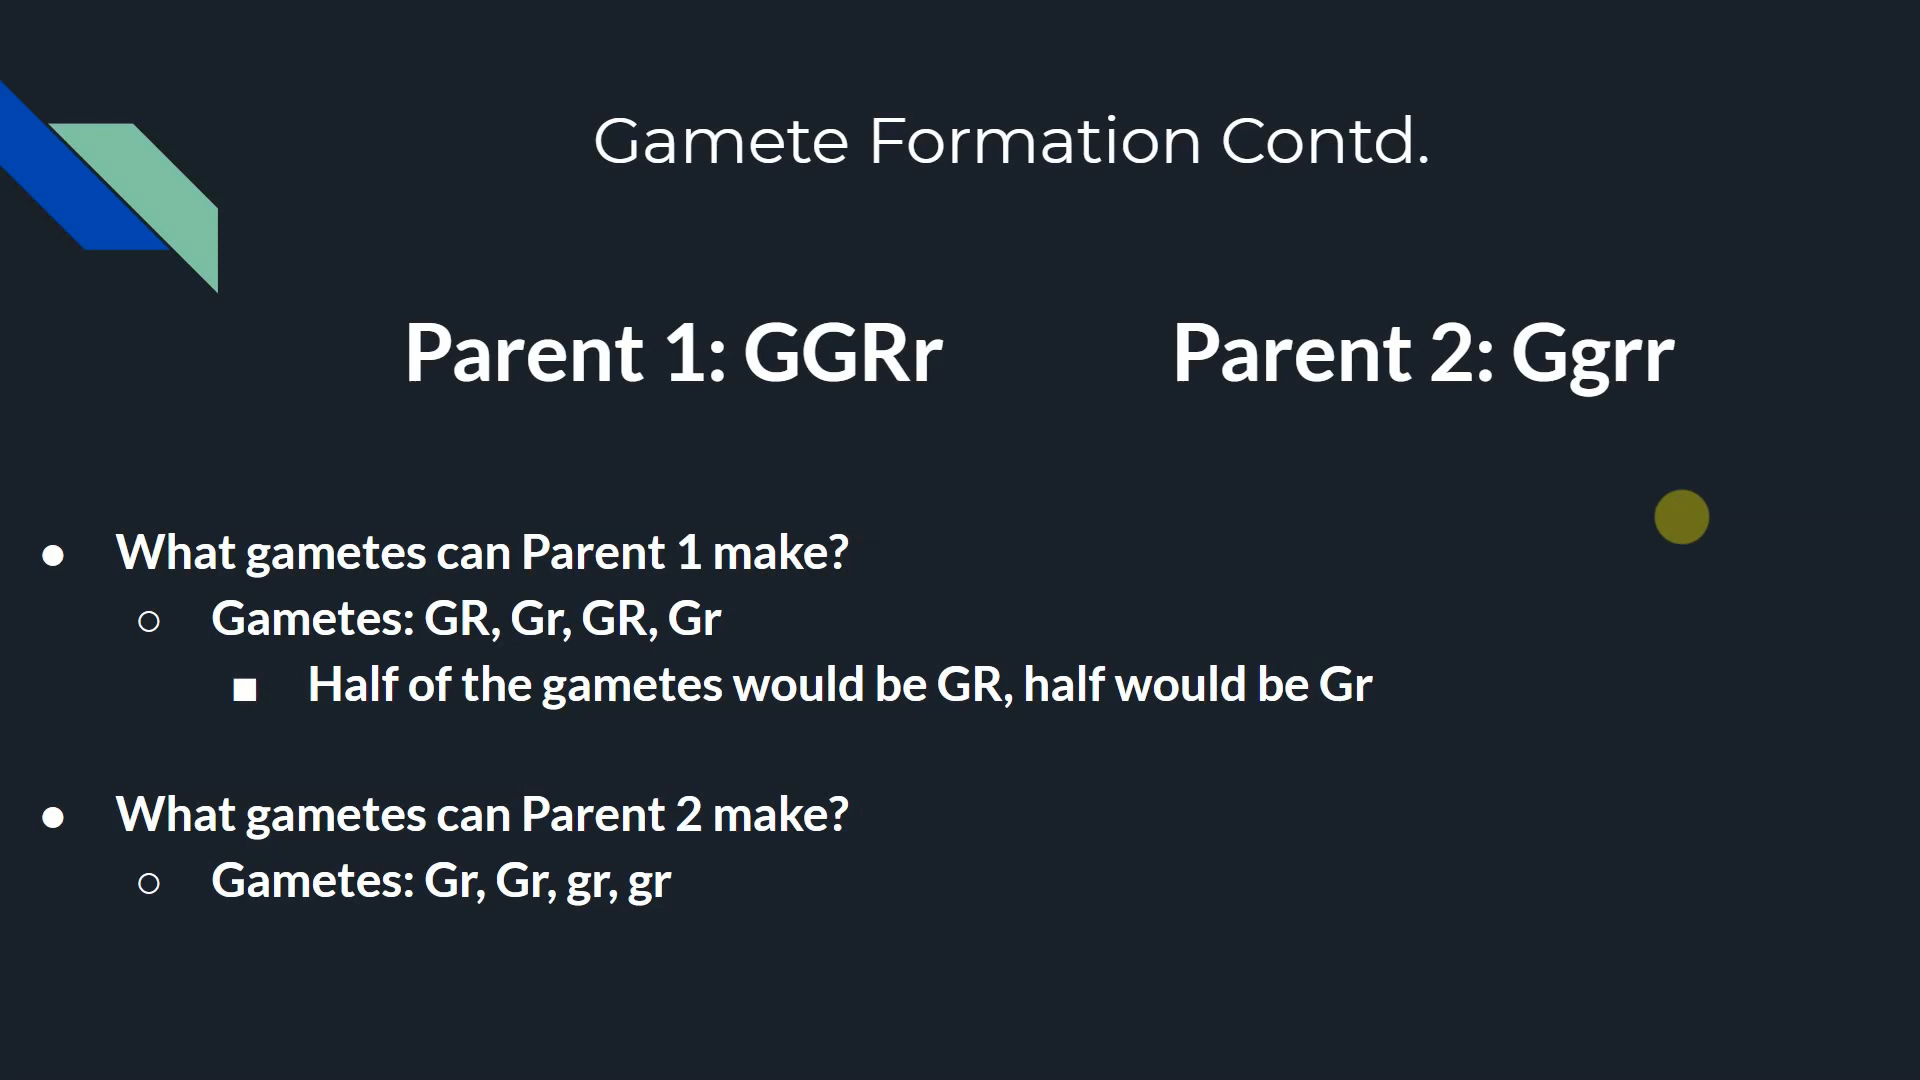 Gamete Formation Contd.
Parent 1: GGRr
Parent 2: Ggrr
● What gametes can Parent 1 make?
○ Gametes: GR, Gr, GR, Gr
■ Half of the gametes would be GR, half would be Gr
● What gametes can Parent 2 make?
○ Gametes: Gr, Gr, gr, gr